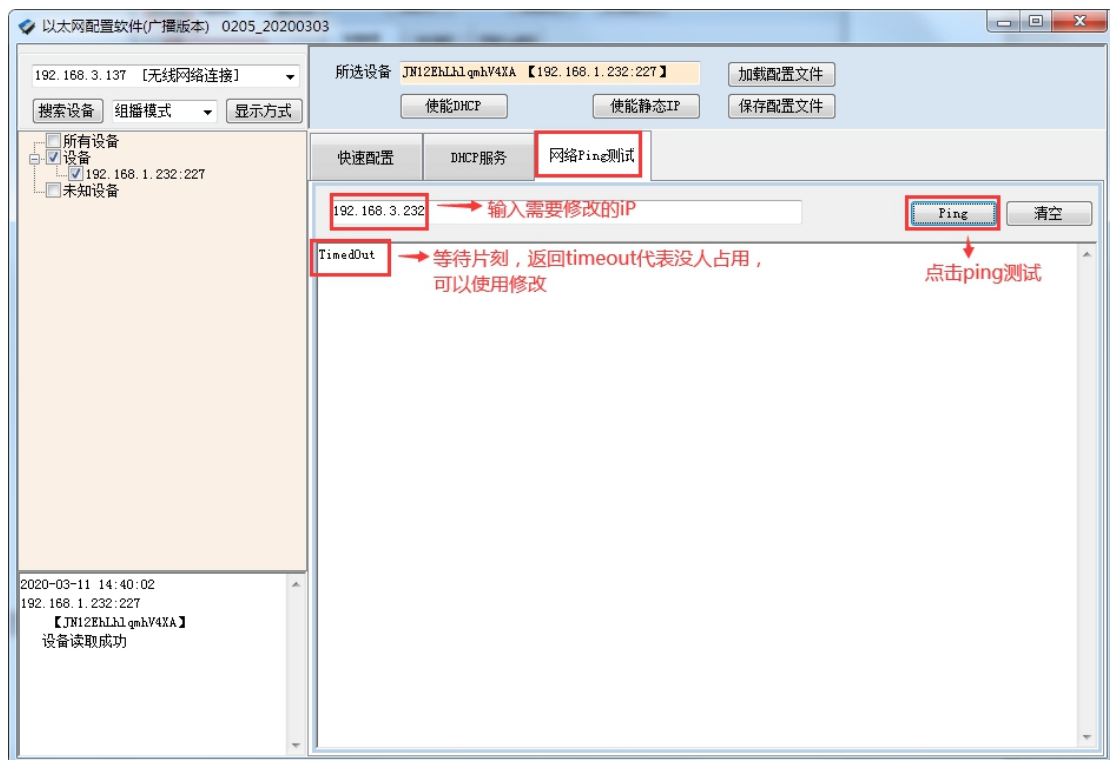 以太网配置软件(广播版本) 0205_20200303
192.168.3.137 [无线网络连接]
搜索设备 组播模式 显示方式
所选设备 JN12EhLhlqmhV4XA 【192.168.1.232:227】 加载配置文件
使能DHCP 使能静态IP 保存配置文件
所有设备
设备
192.168.1.232:227
未知设备
快速配置 DHCP服务 网络Ping测试
192.168.3.232 输入需要修改的iP Ping 清空
TimedOut 等待片刻，返回timeout代表没人占用，
可以使用修改
点击ping测试
2020-03-11 14:40:02
192.168.1.232:227
【JN12EhLhlqmhV4XA】
设备读取成功